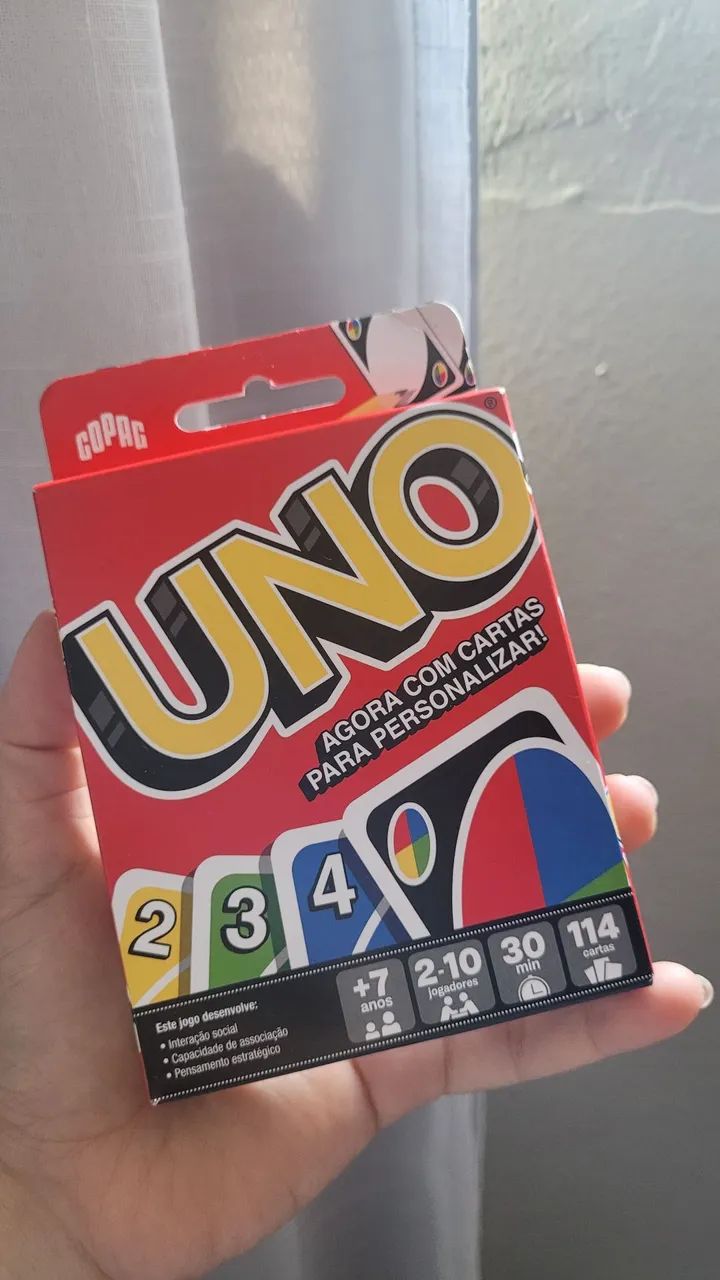 COPAG
UNO®
AGORA COM CARTAS
PARA PERSONALIZAR!
2
3
4
Este jogo desenvolve:
• Interação social
• Capacidade de associação
• Pensamento estratégico
+7
anos
2-10
jogadores
30
min
114
cartas